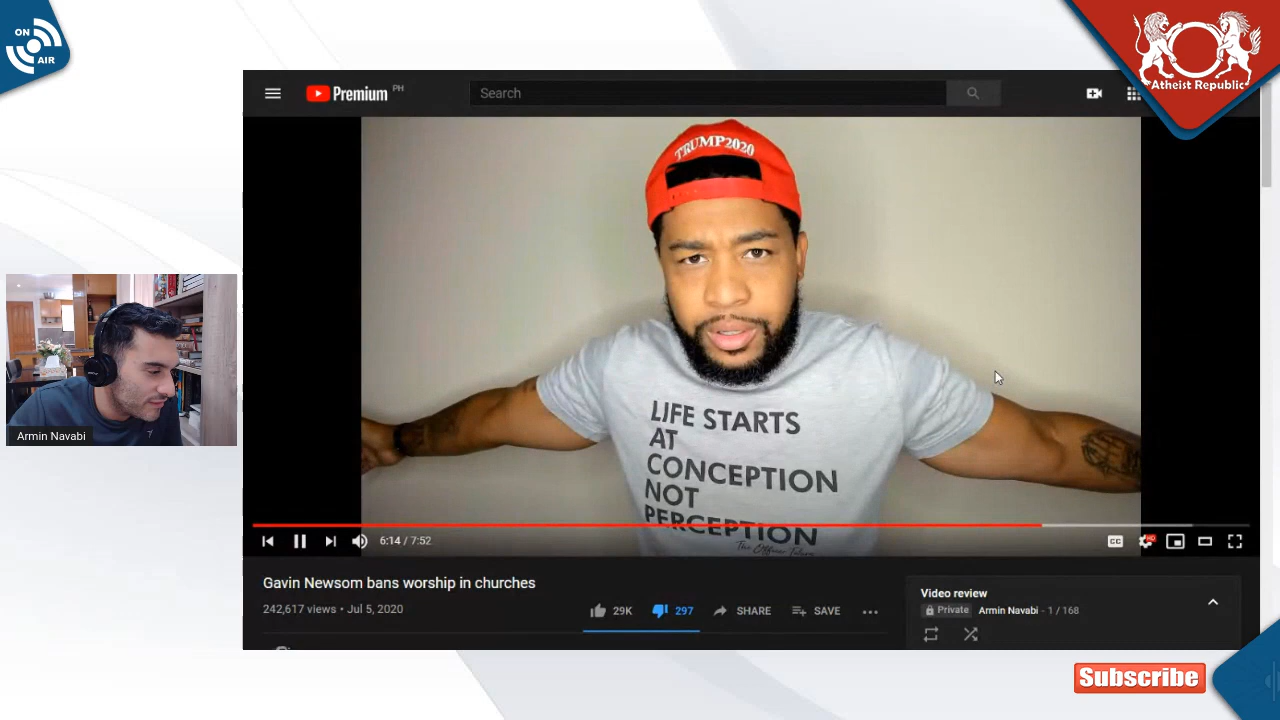 ON
AIR
Atheist Republic
Premium PH
Search
TRUMP2020
LIFE STARTS
AT
CONCEPTION
NOT
PERCEPTION
Armin Navabi
6:14 / 7:52
CC
HD
Gavin Newsom bans worship in churches
242,617 views • Jul 5, 2020
29K
297
SHARE
SAVE
Video review
Private Armin Navabi - 1 / 168
Subscribe